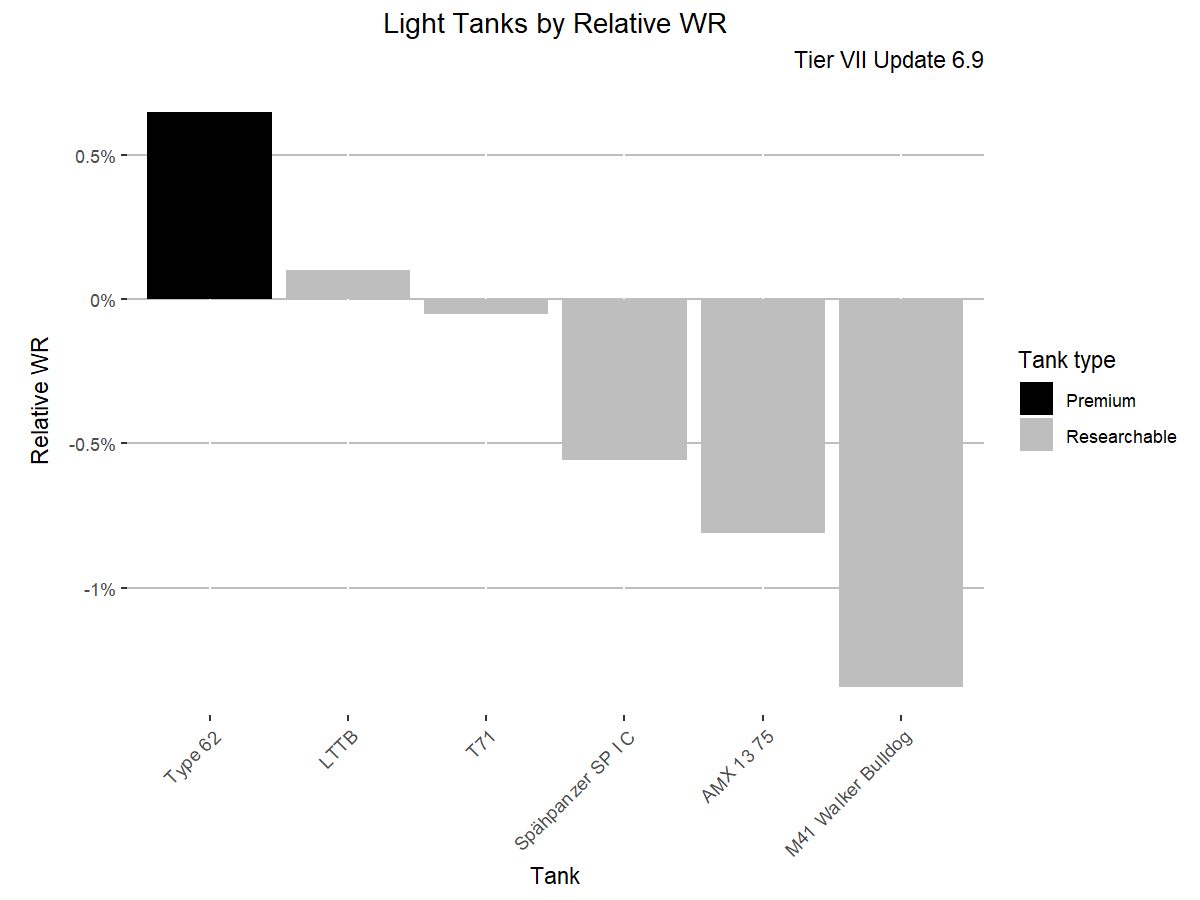 Light Tanks by Relative WR
Tier VII Update 6.9
0.5%
0%
-0.5%
-1%
Relative WR
Type 62
LTTB
T71
Spähpanzer SP I C
AMX 13 75
M41 Walker Bulldog
Tank
Tank type
Premium
Researchable